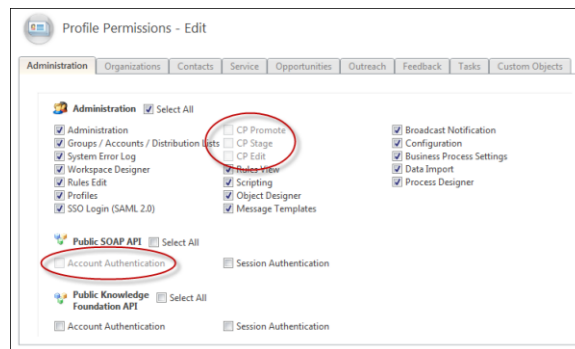 Profile Permissions - Edit
Administration Organizations Contacts Service Opportunities Outreach Feedback Tasks Custom Objects
Administration Select All
Administration CP Promote Broadcast Notification
Groups / Accounts / Distribution Lists CP Stage Configuration
System Error Log CP Edit Business Process Settings
Workspace Designer Rules View Data Import
Rules Edit Scripting Process Designer
Profiles Object Designer
SSO Login (SAML 2.0) Message Templates
Public SOAP API Select All
Account Authentication Session Authentication
Public Knowledge Select All
Foundation API
Account Authentication Session Authentication